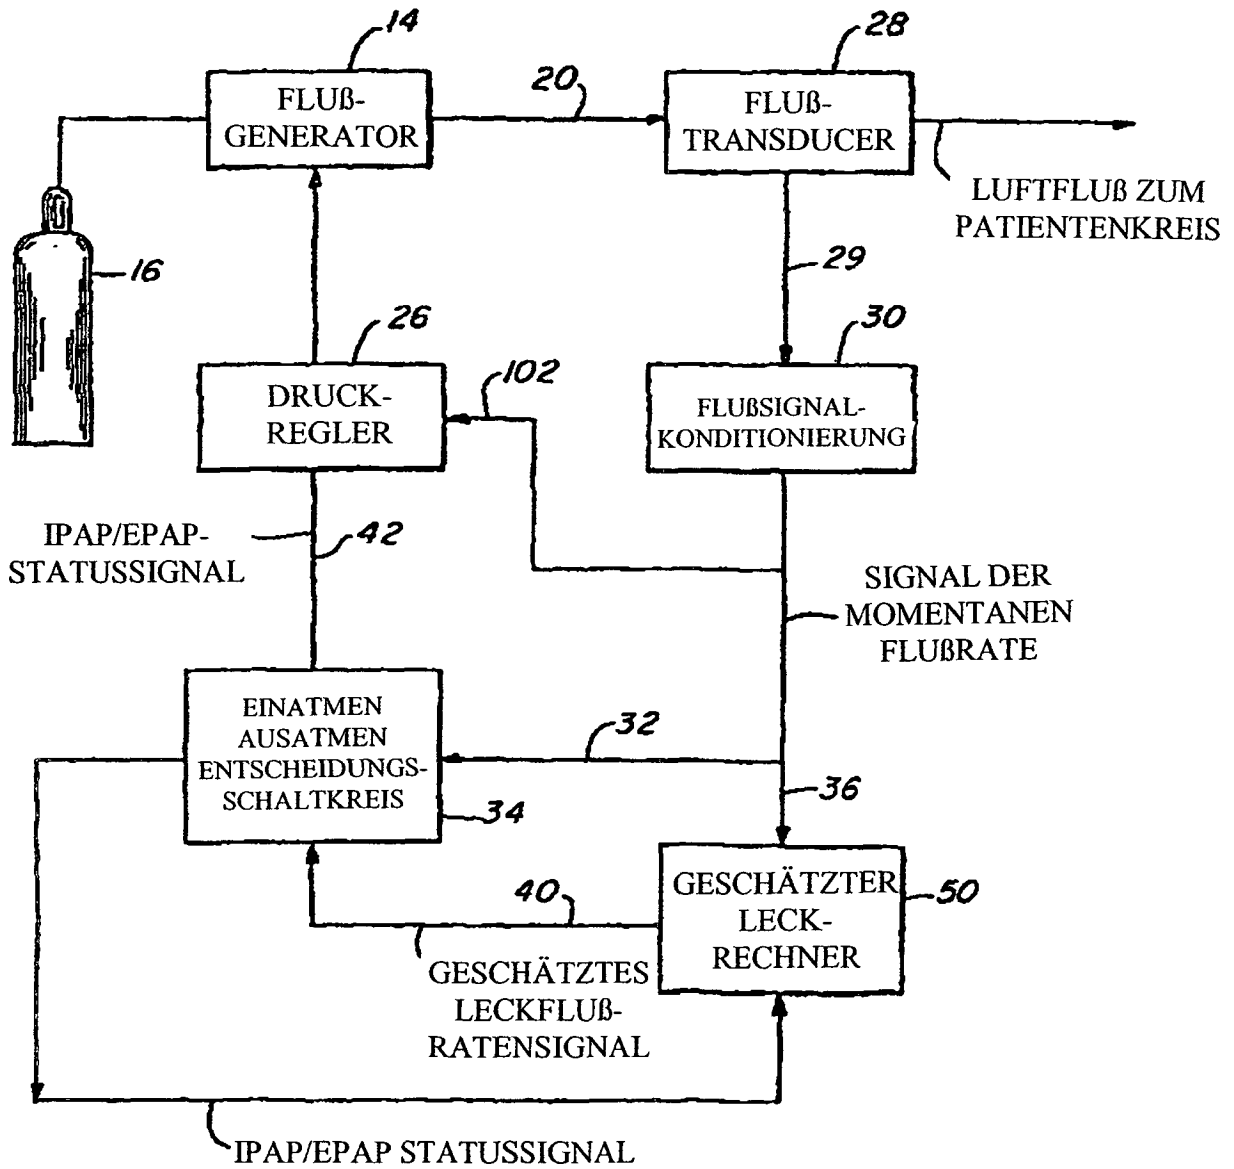 14
28
FLUß-
GENERATOR
20
FLUß-
TRANSDUCER
LUFTFLUß ZUM
PATIENTENKREIS
16
29
26
30
102
DRUCK-
REGLER
FLUßSIGNAL-
KONDITIONIERUNG
IPAP/EPAP-
STATUSSIGNAL
42
SIGNAL DER
MOMENTANEN
FLUßRATE
EINATMEN
AUSATMEN
ENTSCHEIDUNGS-
SCHALTKREIS
32
34
36
GESCHÄTZTER
LECK-
RECHNER
50
40
GESCHÄTZTES
LECKFLUß-
RATENSIGNAL
IPAP/EPAP STATUSSIGNAL